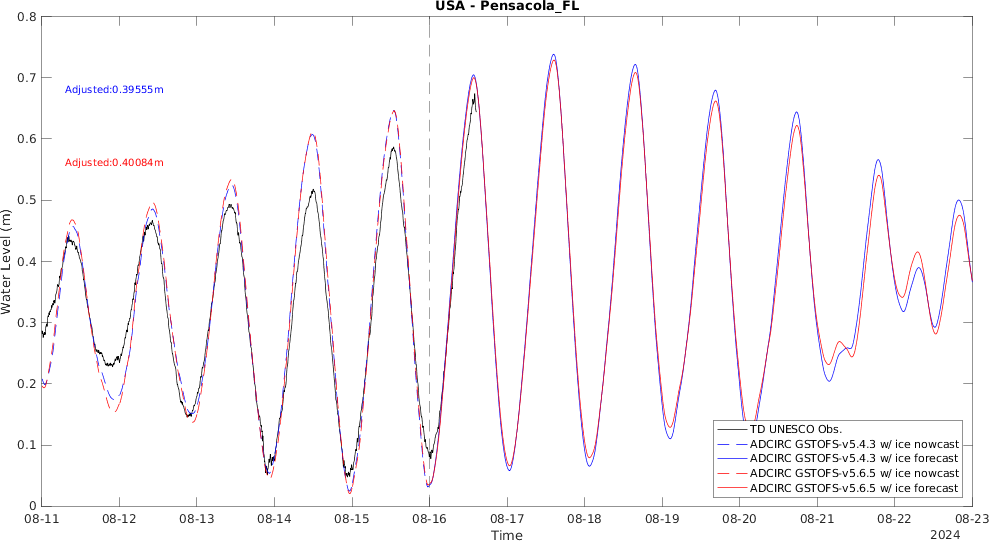 USA - Pensacola_FL
0.8
0.7
0.6
0.5
0.4
0.3
0.2
0.1
0
Water Level (m)
Adjusted:0.39555m
Adjusted:0.40084m
TD UNESCO Obs.
ADCIRC GSTOFS-v5.4.3 w/ ice nowcast
ADCIRC GSTOFS-v5.4.3 w/ ice forecast
ADCIRC GSTOFS-v5.6.5 w/ ice nowcast
ADCIRC GSTOFS-v5.6.5 w/ ice forecast
08-11 08-12 08-13 08-14 08-15 08-16 08-17 08-18 08-19 08-20 08-21 08-22 08-23
Time
2024